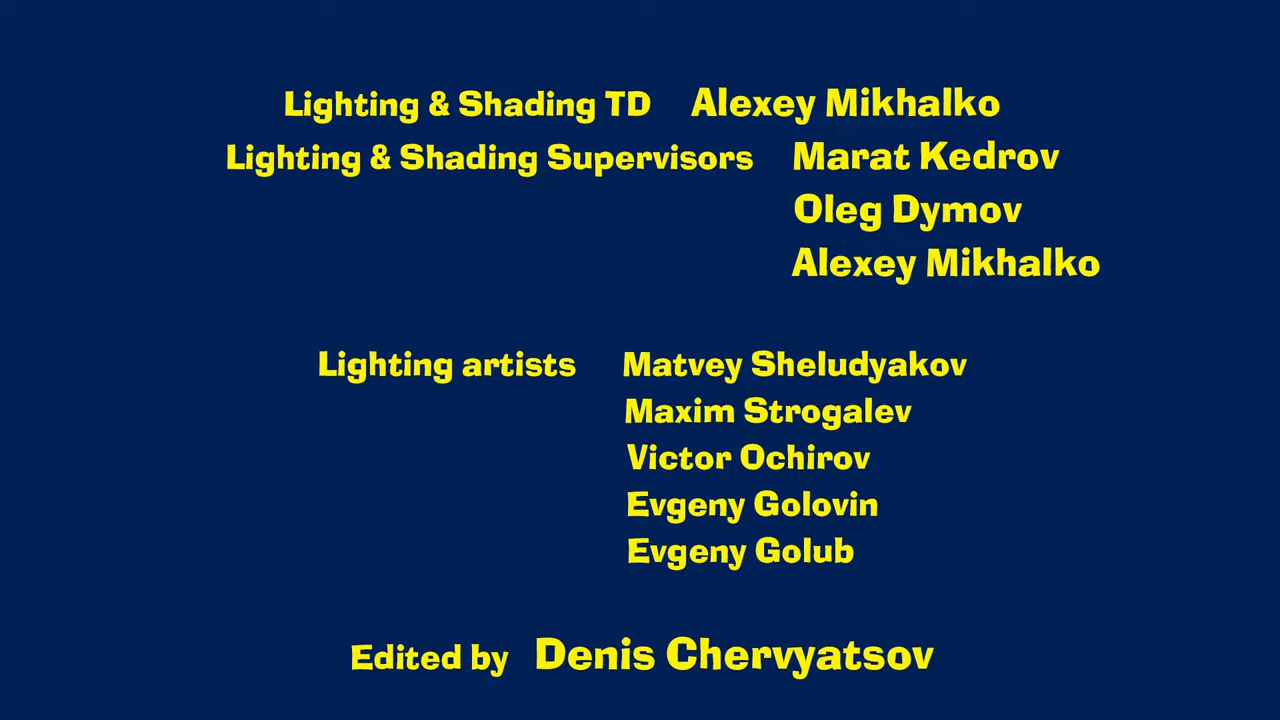 Lighting & Shading TD Alexey Mikhalko
Lighting & Shading Supervisors Marat Kedrov
Oleg Dymov
Alexey Mikhalko
Lighting artists Matvey Sheludyakov
Maxim Strogalev
Victor Ochirov
Evgeny Golovin
Evgeny Golub
Edited by Denis Chervyatsov